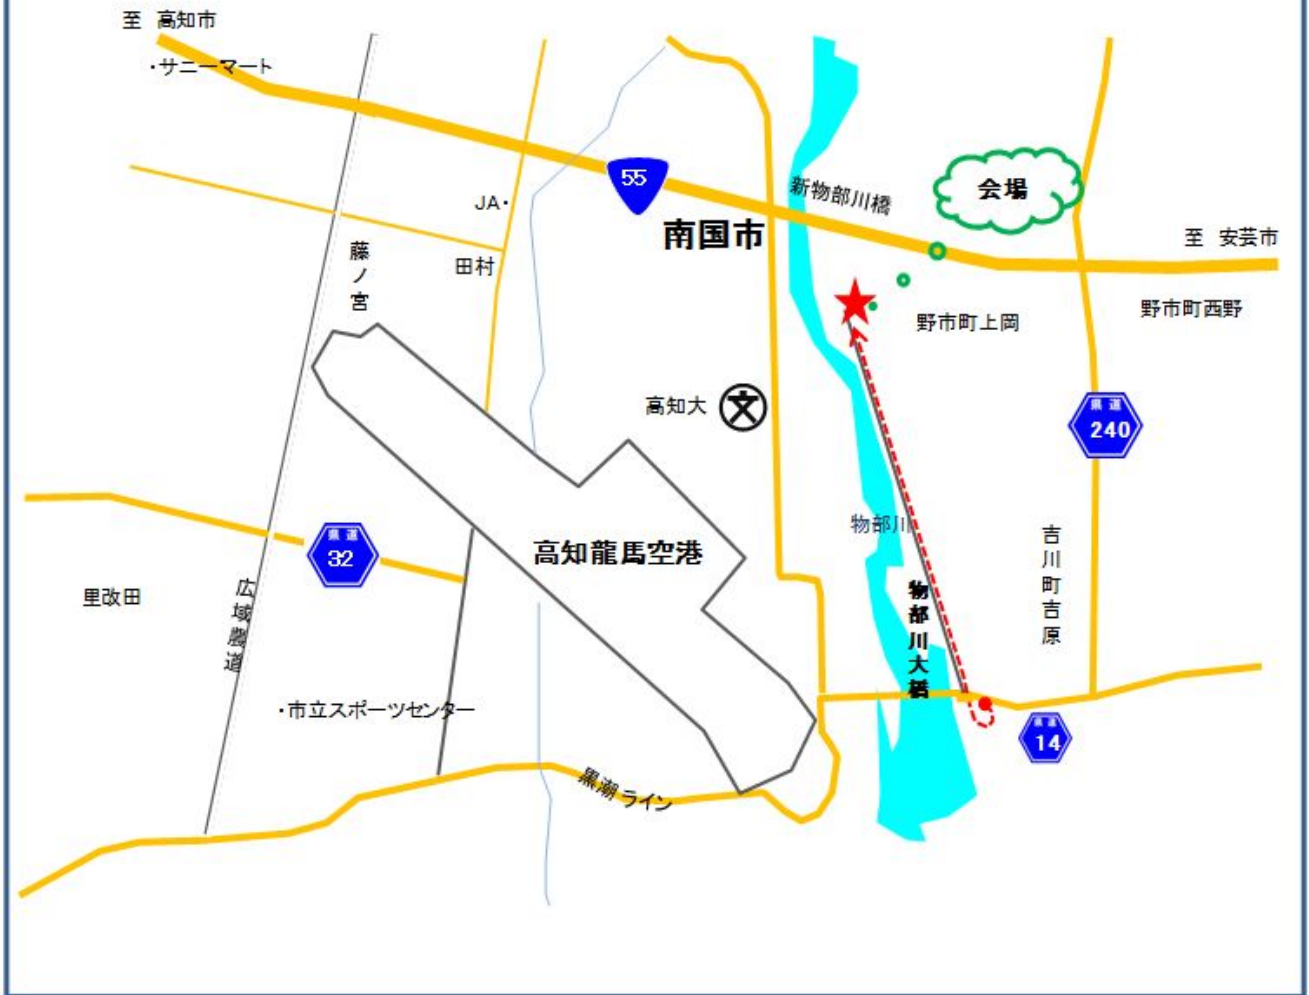 至 高知市
・サニーマート
55
新物部川橋
会場
JA・
南国市
至 安芸市
田村
藤ノ宮
野市町上岡
野市町西野
高知大
文
県道
240
物部川
吉川町吉原
県道
32
高知龍馬空港
里改田
広域農道
物部川大橋
・市立スポーツセンター
県道
14
黒潮ライン